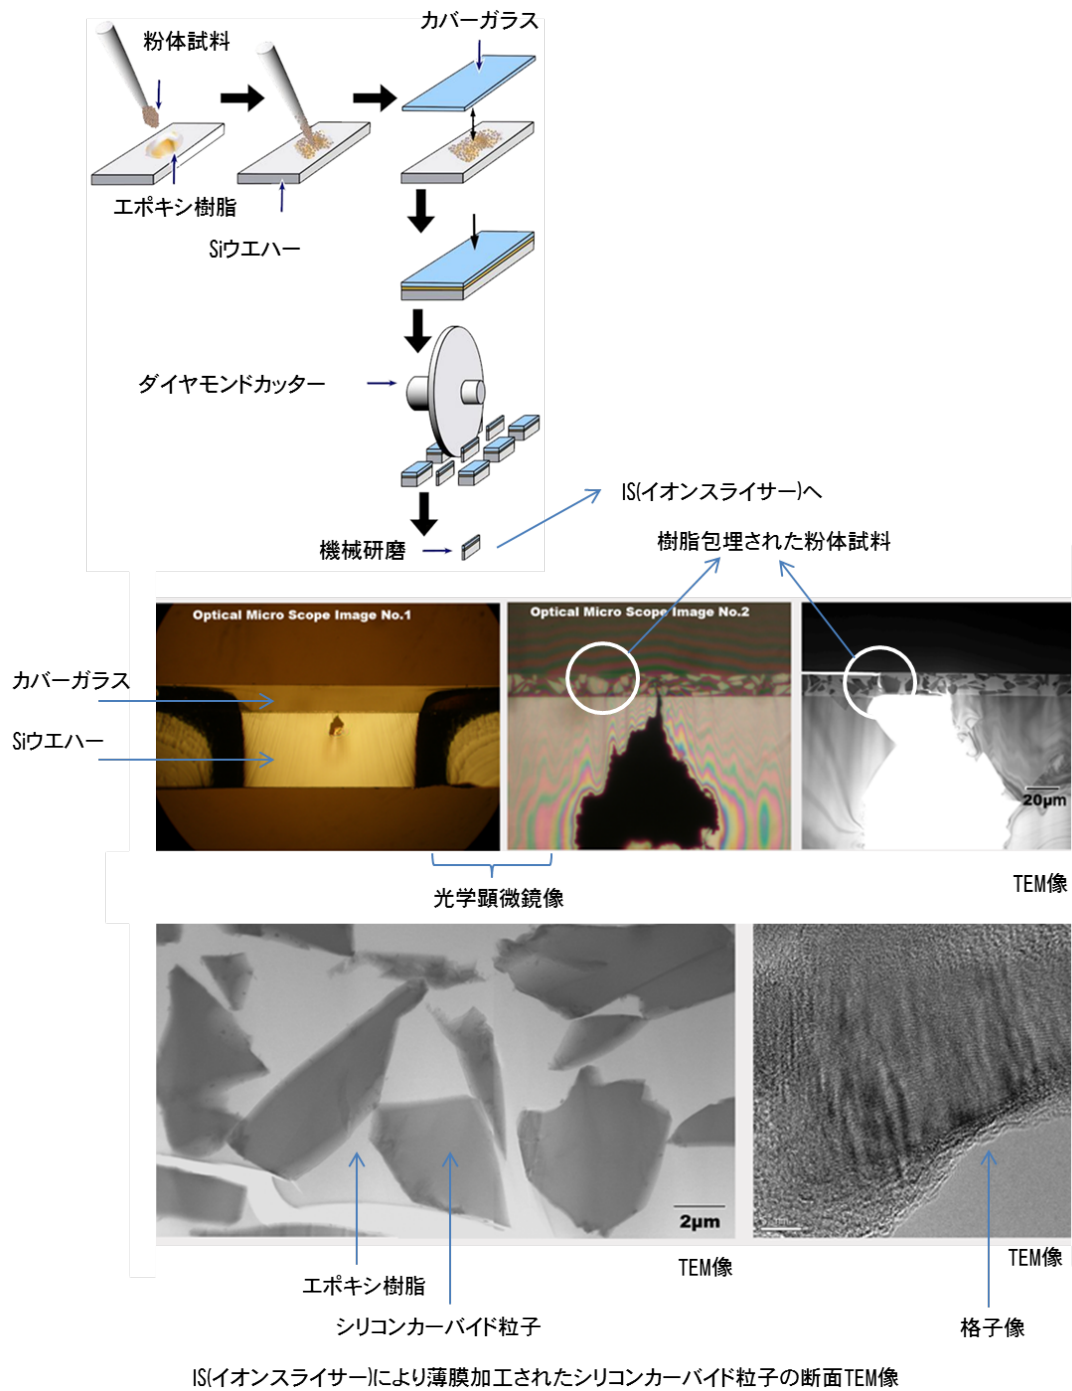 カバーガラス
粉体試料
エポキシ樹脂
Siウエハー
ダイヤモンドカッター
IS(イオンスライサー)へ
機械研磨
樹脂包埋された粉体試料
Optical Micro Scope Image No.1
Optical Micro Scope Image No.2
カバーガラス
Siウエハー
20μm
光学顕微鏡像
TEM像
2μm
TEM像
TEM像
エポキシ樹脂
シリコンカーバイド粒子
格子像
IS(イオンスライサー)により薄膜加工されたシリコンカーバイド粒子の断面TEM像